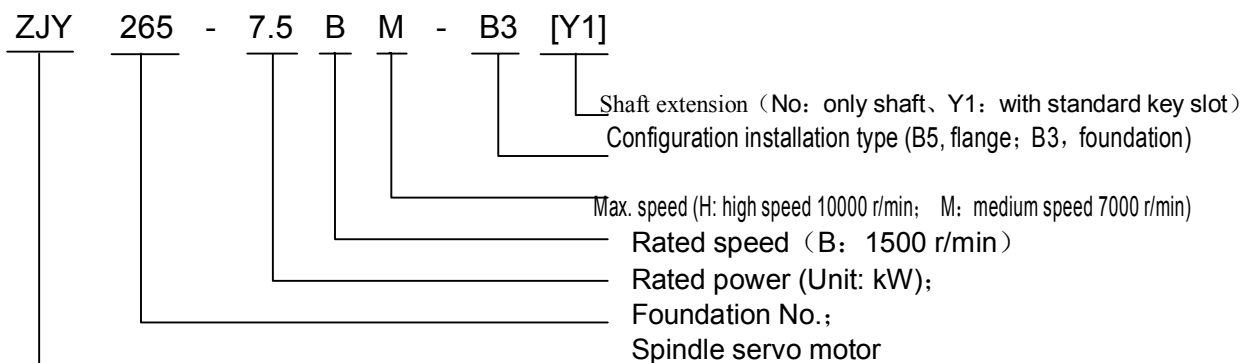 ZJY 265 - 7.5 B M - B3 [Y1]
Shaft extension（No：only shaft、Y1：with standard key slot）
Configuration installation type (B5, flange；B3，foundation)
Max. speed (H: high speed 10000 r/min； M：medium speed 7000 r/min)
Rated speed（B：1500 r/min）
Rated power (Unit: kW)；
Foundation No.；
Spindle servo motor